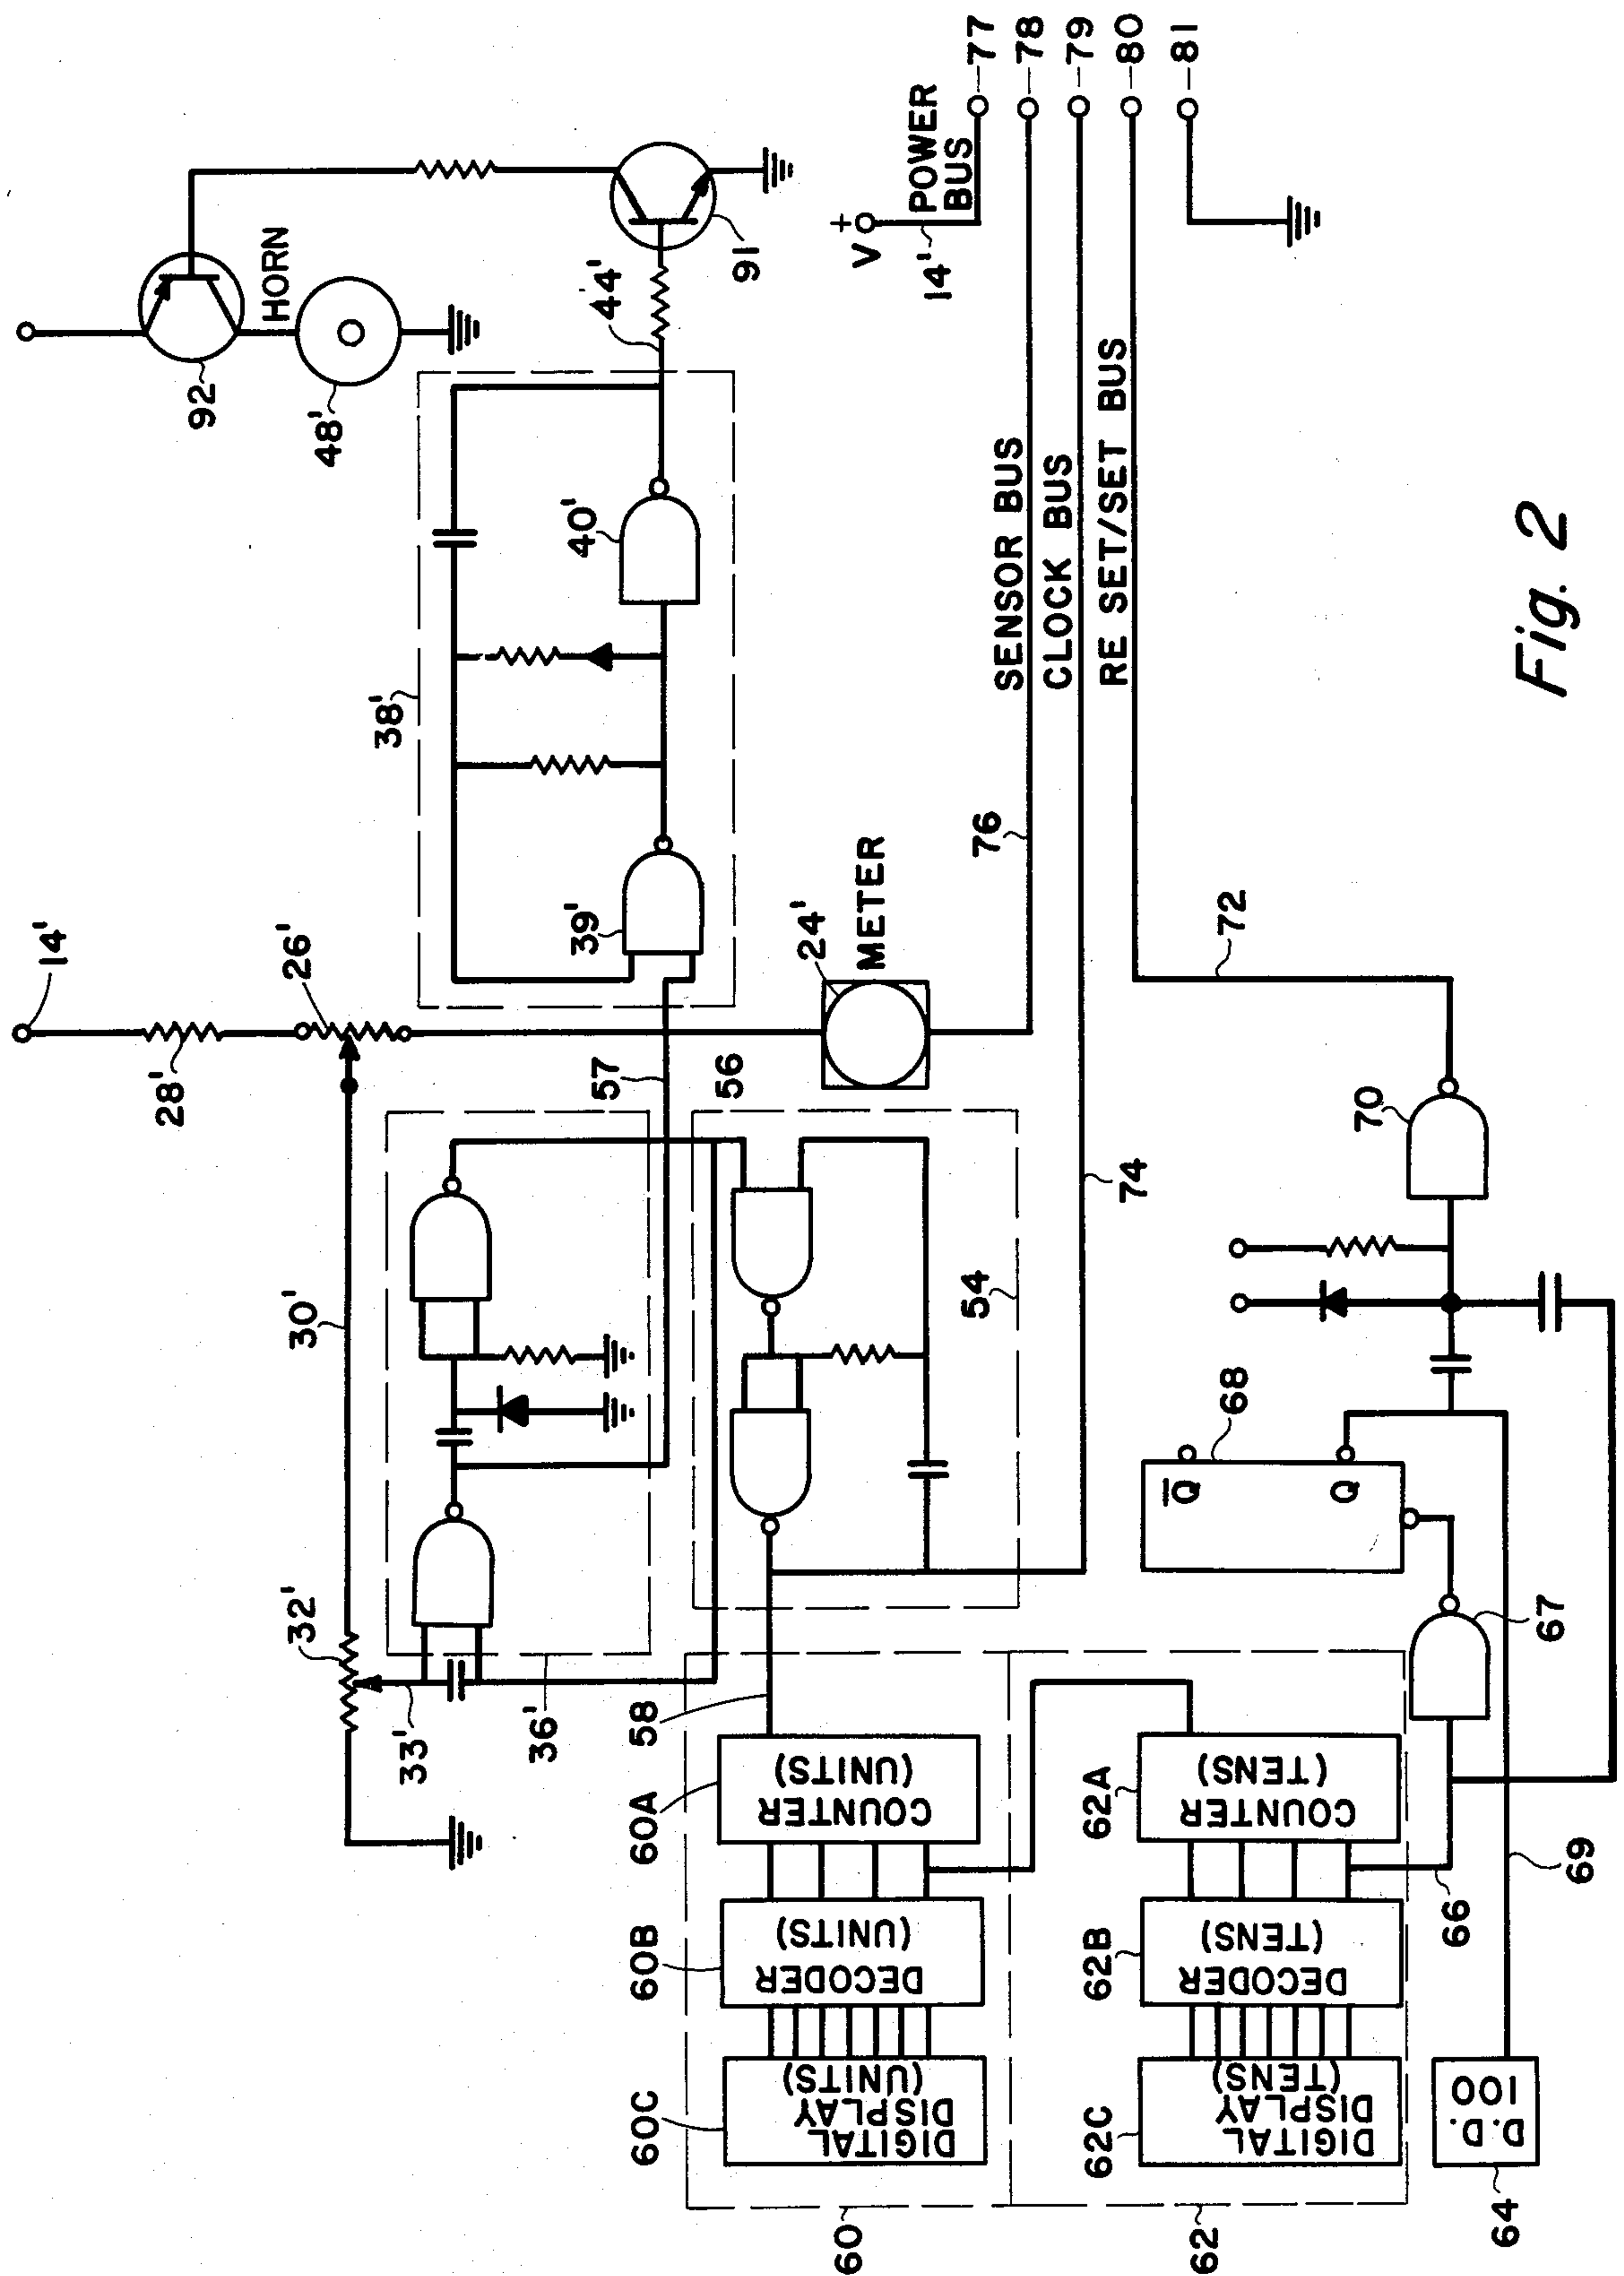 14'
28'
26'
30'
32'
33'
36'
57
56
54
58
38'
39'
40'
44'
92
HORN
48'
91
24'
METER
V +
14'
POWER
BUS
77
78
79
80
81
SENSOR BUS
CLOCK BUS
RE SET/SET BUS
76
74
72
70
68
Q
Q
67
66
69
60A
COUNTER
(UNITS)
60B
DECODER
(UNITS)
60C
DIGITAL
DISPLAY
(UNITS)
62A
COUNTER
(TENS)
62B
DECODER
(TENS)
62C
DIGITAL
DISPLAY
(TENS)
D.D.
100
64
60
62
Fig. 2